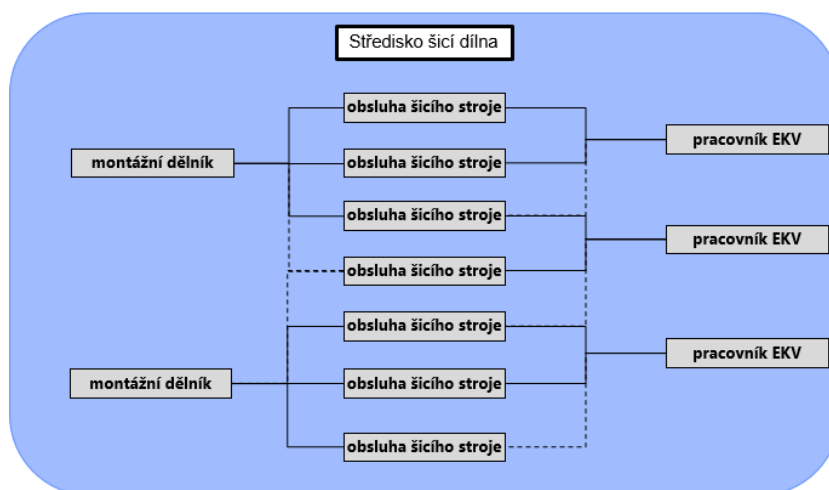 Středisko šicí dílna
obsluha šicího stroje
pracovník EKV
montážní dělník
obsluha šicího stroje
obsluha šicího stroje
pracovník EKV
obsluha šicího stroje
obsluha šicího stroje
pracovník EKV
montážní dělník
obsluha šicího stroje
obsluha šicího stroje